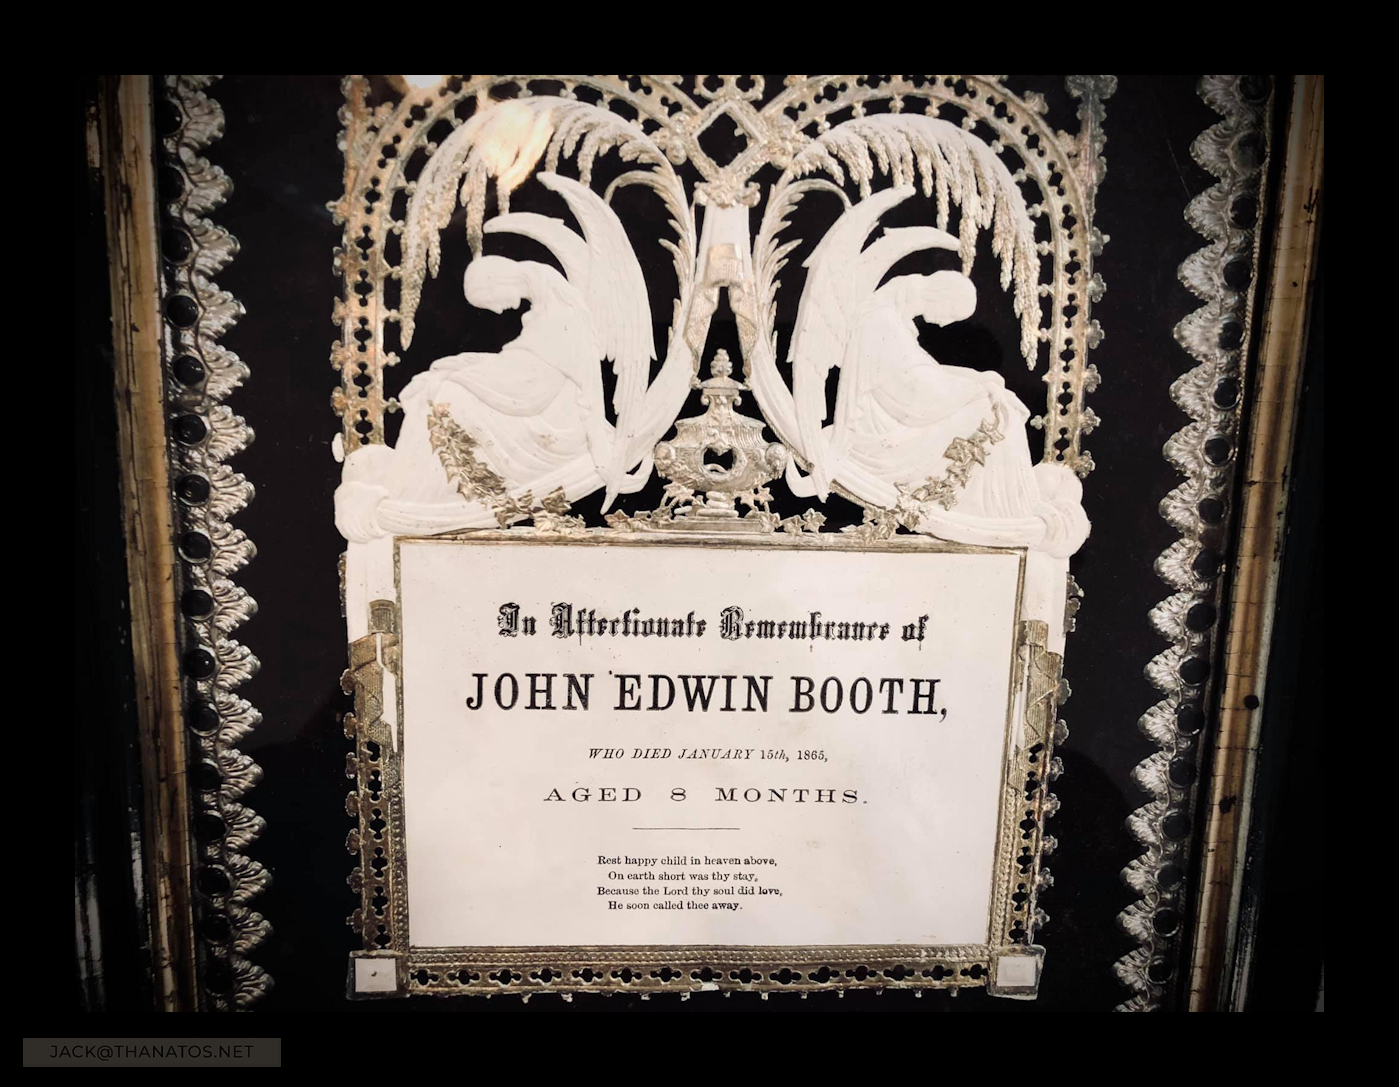 In Affectionate Remembrance of
JOHN EDWIN BOOTH,
WHO DIED JANUARY 15th, 1865,
AGED 8 MONTHS.
Rest happy child in heaven above,
On earth short was thy stay,
Because the Lord thy soul did love,
He soon called thee away.
JACK@THANATOS.NET